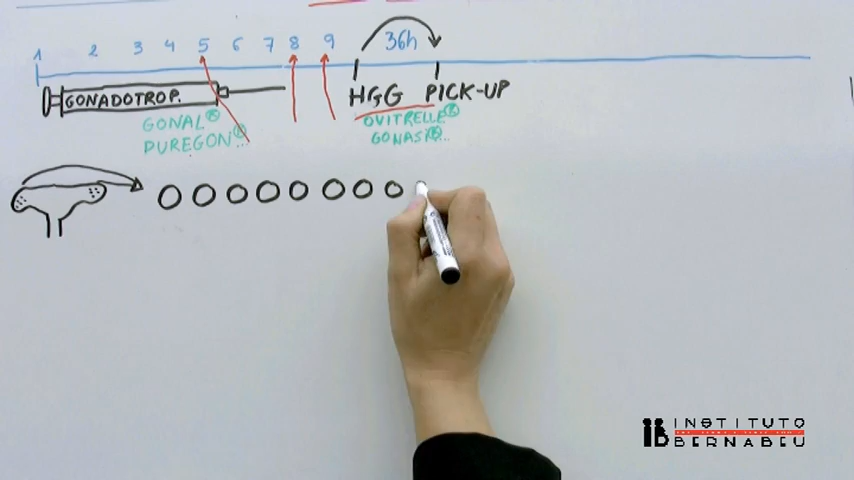 1 2 3 4 5 6 7 8 9 36h
GONADOTROP. HGG PICK-UP
GONAL® OVITRELLE®
PUREGON®... GONASI®...
INSTITUTO
BERNABEU